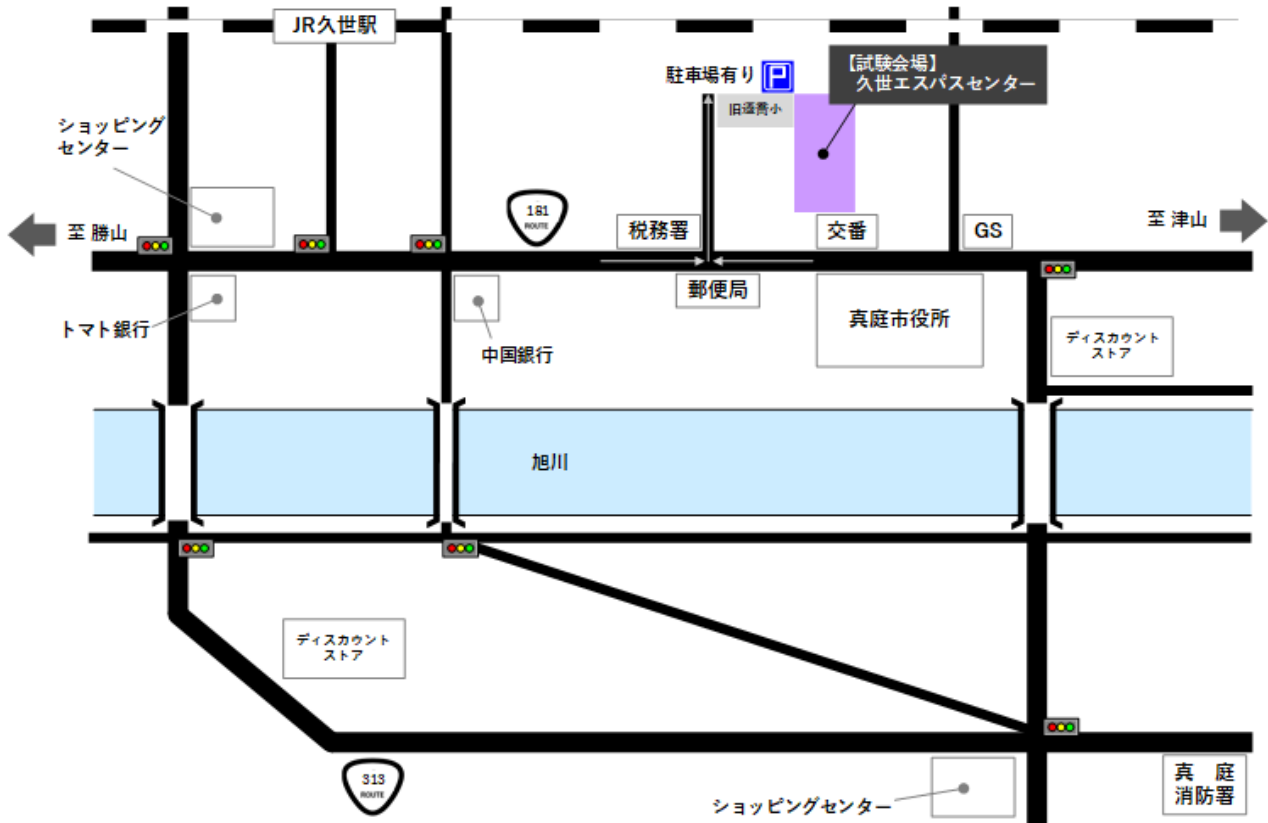 JR久世駅
【試験会場】
久世エスパスセンター
駐車場有り
P
旧遷喬小
ショッピング
センター
181
ROUTE
至 勝山
税務署
交番
GS
至 津山
郵便局
トマト銀行
中国銀行
真庭市役所
ディスカウント
ストア
旭川
ディスカウント
ストア
313
ROUTE
ショッピングセンター
真 庭
消防署